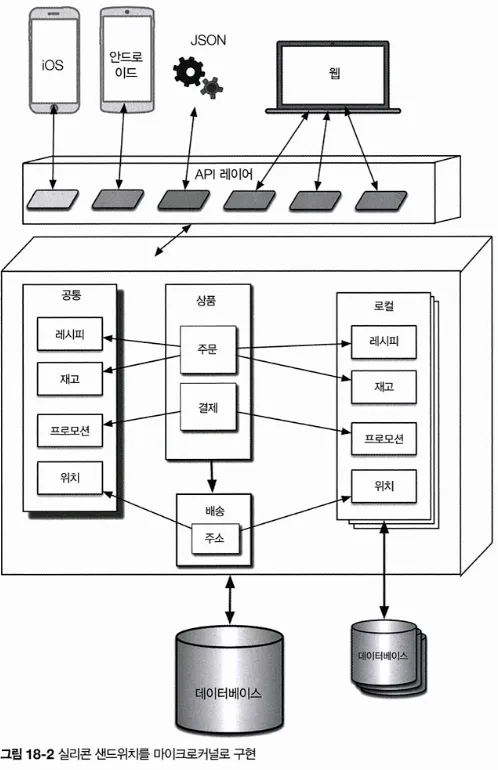 iOS
안드로
이드
JSON
웹
API 레이어
공통
레시피
재고
프로모션
위치
상품
주문
결제
배송
주소
로컬
레시피
재고
프로모션
위치
데이터베이스
데이터베이스
그림 18-2 실리콘 샌드위치를 마이크로커널로 구현